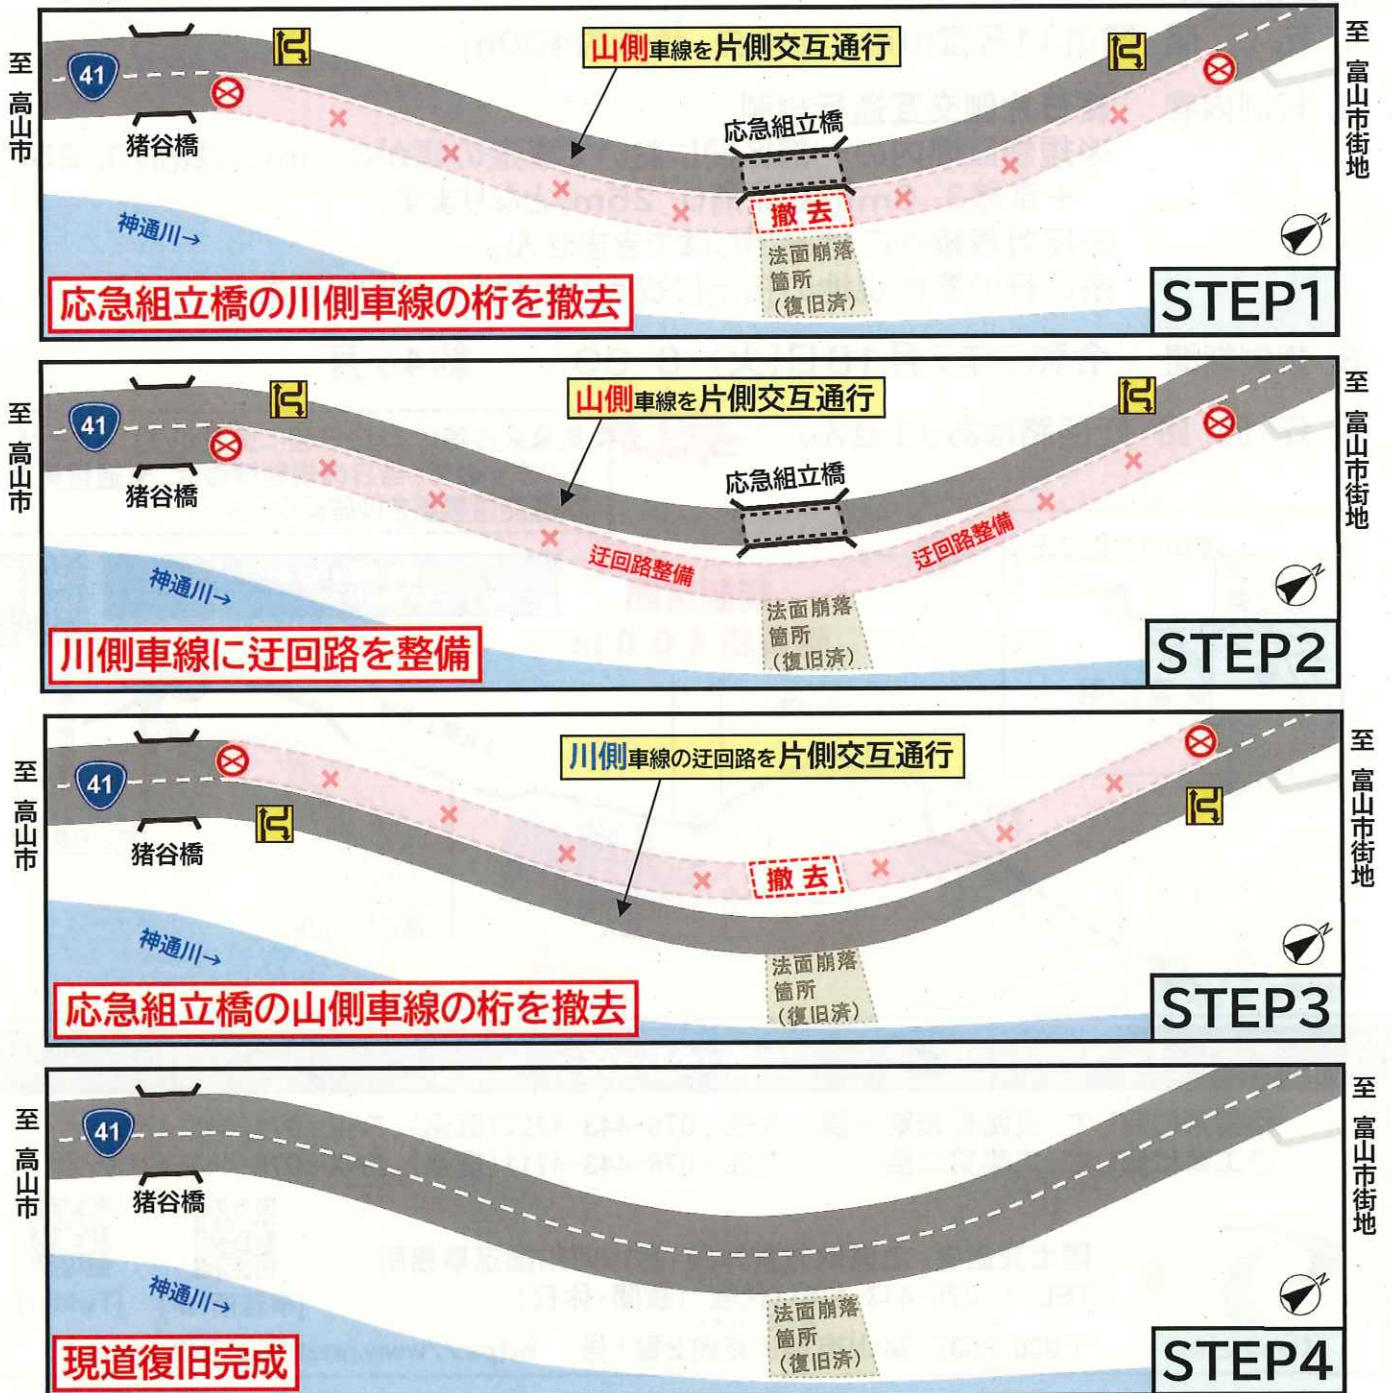 至 高山市
41
猪谷橋
山側車線を片側交互通行
応急組立橋
撤去
法面崩落
箇所
(復旧済)
神通川→
至 富山市街地
N
応急組立橋の川側車線の桁を撤去
STEP1
至 高山市
41
猪谷橋
山側車線を片側交互通行
応急組立橋
迂回路整備
迂回路整備
法面崩落
箇所
(復旧済)
神通川→
至 富山市街地
N
川側車線に迂回路を整備
STEP2
至 高山市
41
猪谷橋
川側車線の迂回路を片側交互通行
撤去
法面崩落
箇所
(復旧済)
神通川→
至 富山市街地
N
応急組立橋の山側車線の桁を撤去
STEP3
至 高山市
41
猪谷橋
法面崩落
箇所
(復旧済)
神通川→
至 富山市街地
N
現道復旧完成
STEP4